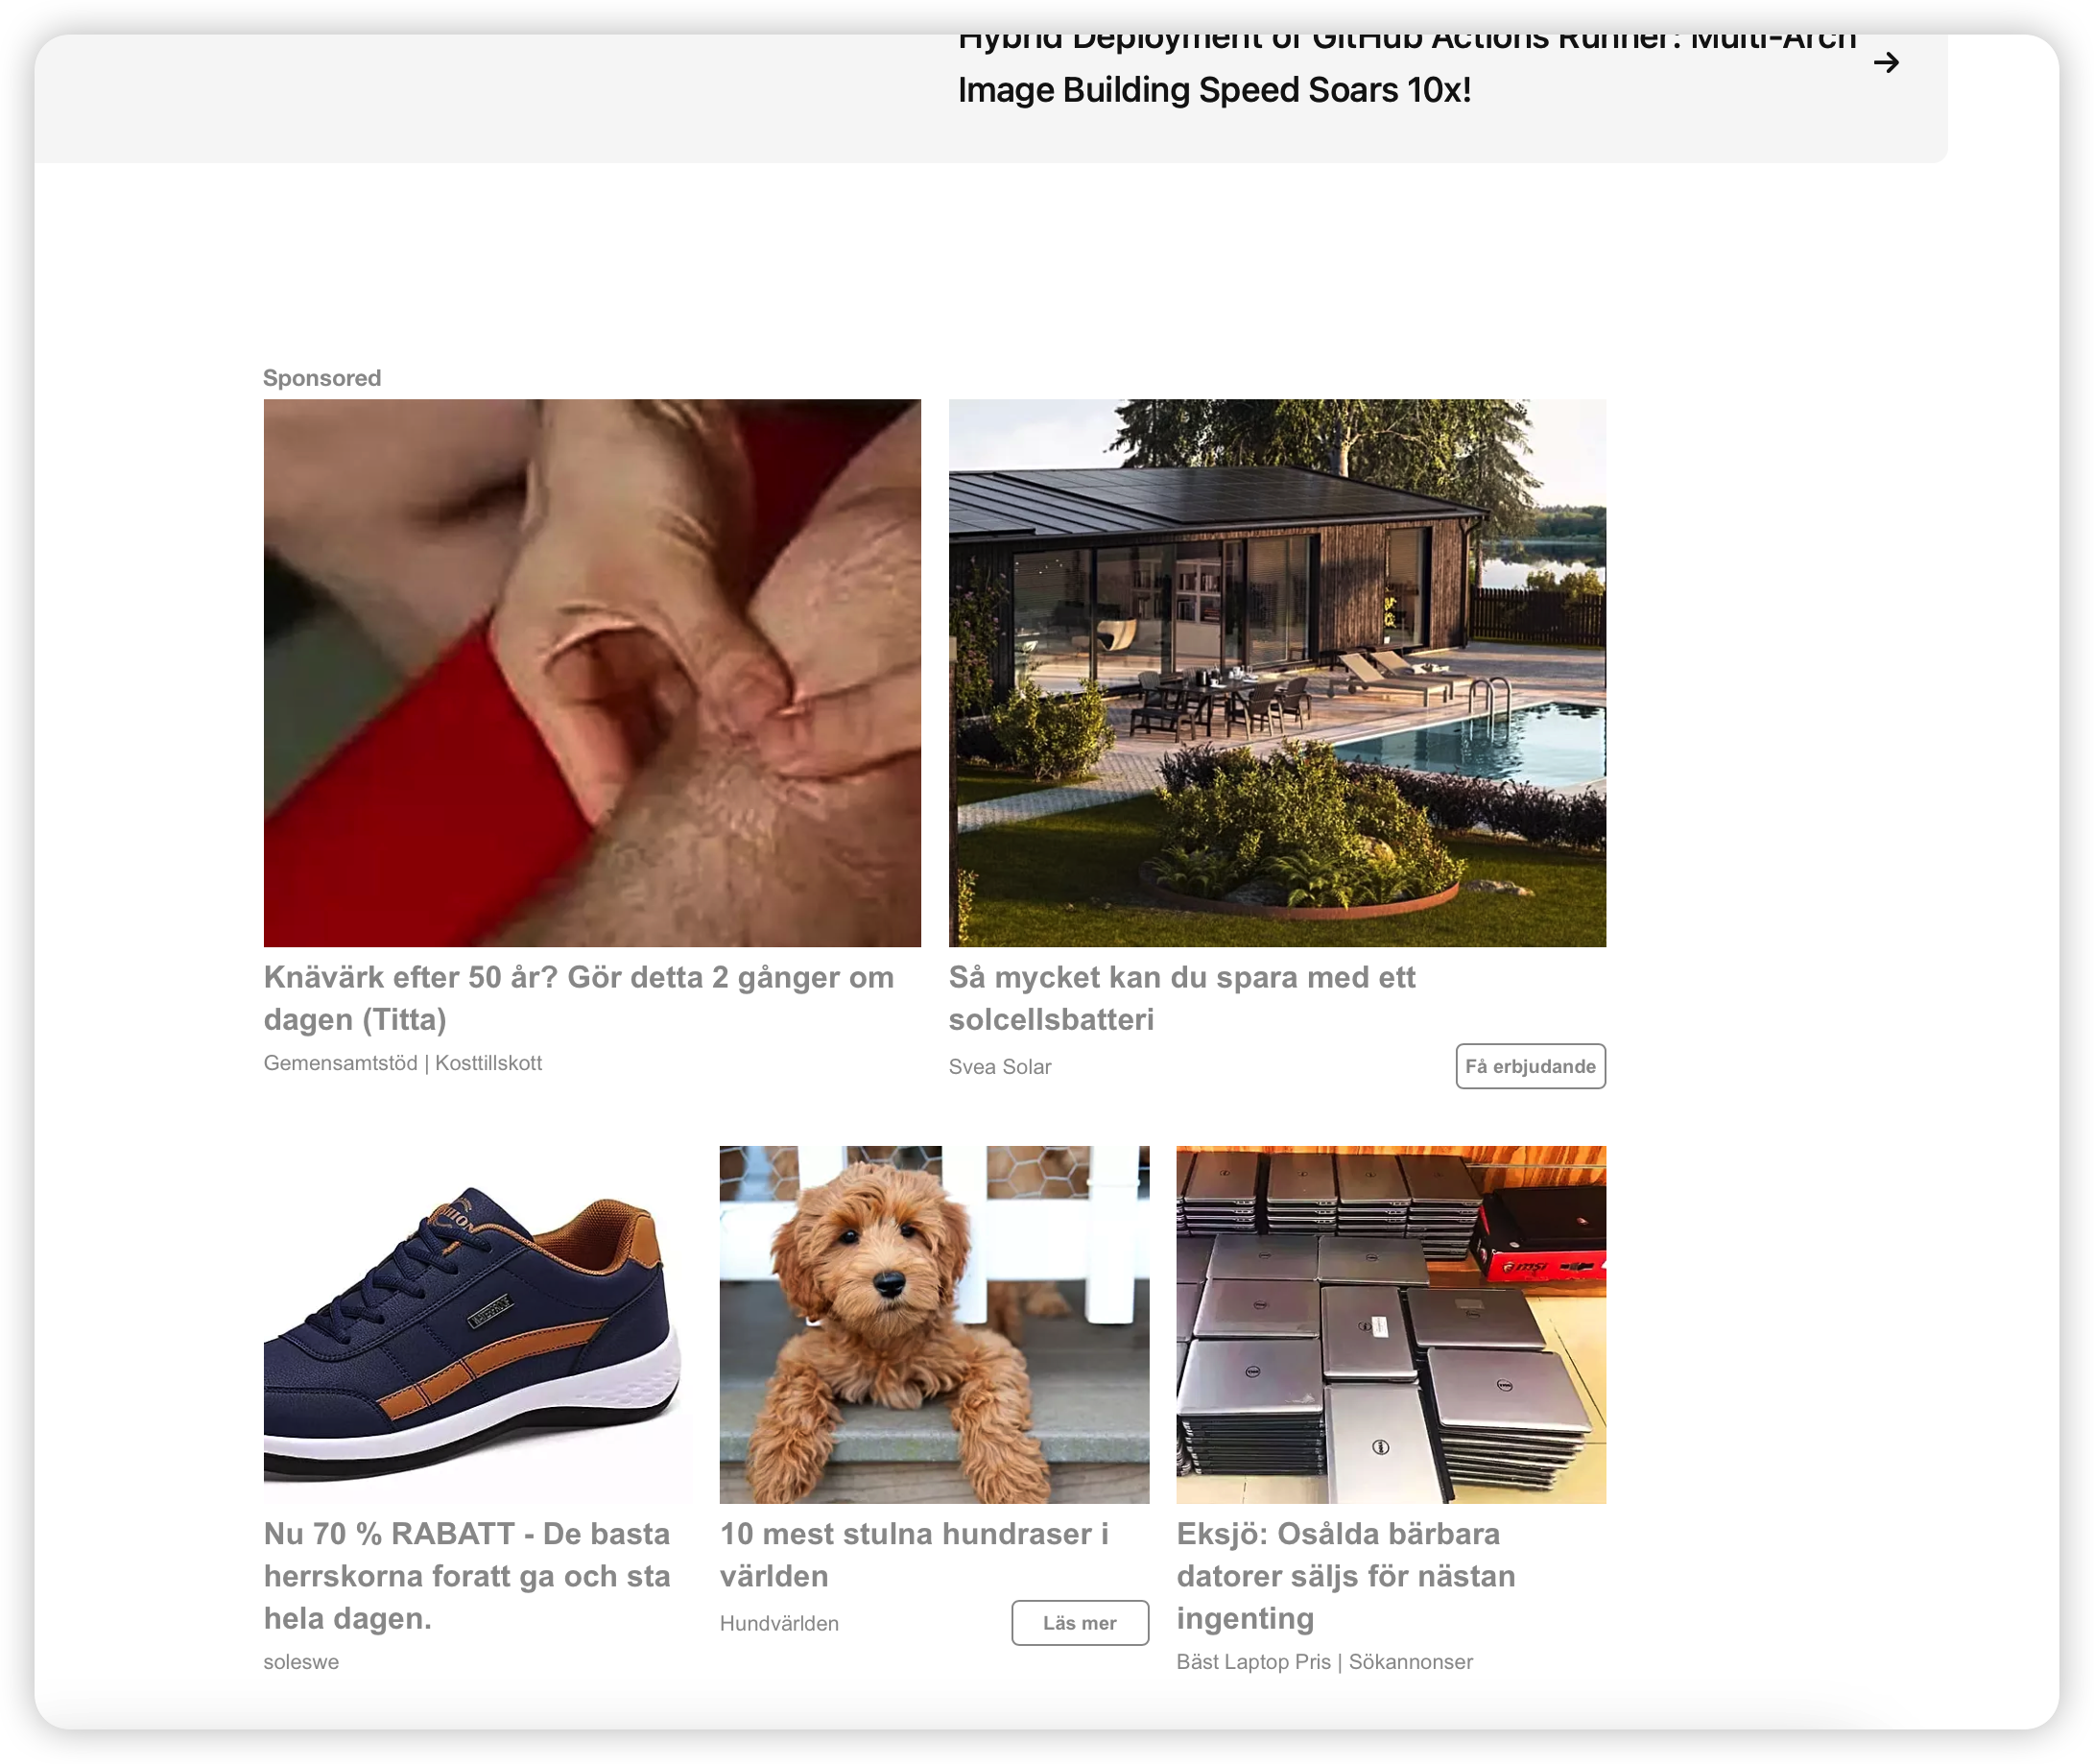 Hybrid Deployment of GitHub Actions Runner: Multi-Arch
Image Building Speed Soars 10x!
Sponsored
Knävärk efter 50 år? Gör detta 2 gånger om
dagen (Titta)
Gemensamtstöd | Kosttillskott
Så mycket kan du spara med ett
solcellsbatteri
Svea Solar
Få erbjudande
Nu 70 % RABATT - De basta
herrskorna foratt ga och sta
hela dagen.
soleswe
10 mest stulna hundraser i
världen
Hundvärlden
Läs mer
msi
Eksjö: Osålda bärbara
datorer säljs för nästan
ingenting
Bäst Laptop Pris | Sökannonser